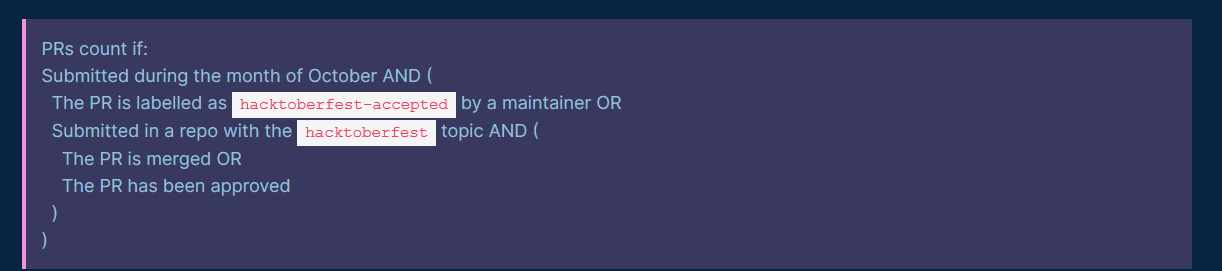 PRs count if:
Submitted during the month of October AND (
The PR is labelled as hacktoberfest-accepted by a maintainer OR
Submitted in a repo with the hacktoberfest topic AND (
The PR is merged OR
The PR has been approved
)
)